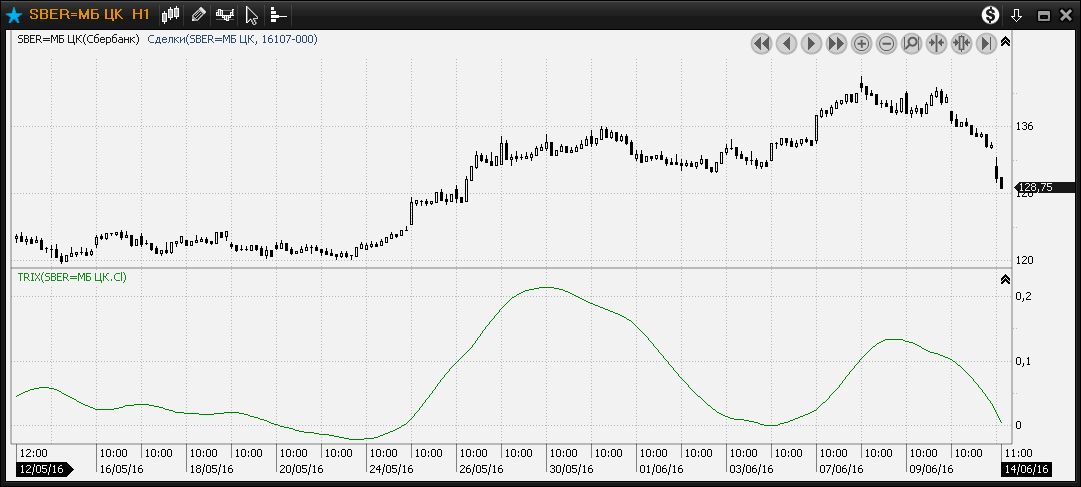 SBER=МБ ЦК H1
SBER=МБ ЦК(Сбербанк) Сделки(SBER=МБ ЦК, 16107-000)
136
128,75
128
120
TRIX(SBER=МБ ЦК.Cl)
0,2
0,1
0
12:00 10:00 10:00 10:00 10:00 10:00 10:00 10:00 10:00 10:00 10:00 10:00 10:00 10:00 10:00 10:00 10:00 10:00 10:00 10:00 11:00
12/05/16 16/05/16 18/05/16 20/05/16 24/05/16 26/05/16 30/05/16 01/06/16 03/06/16 07/06/16 09/06/16 14/06/16